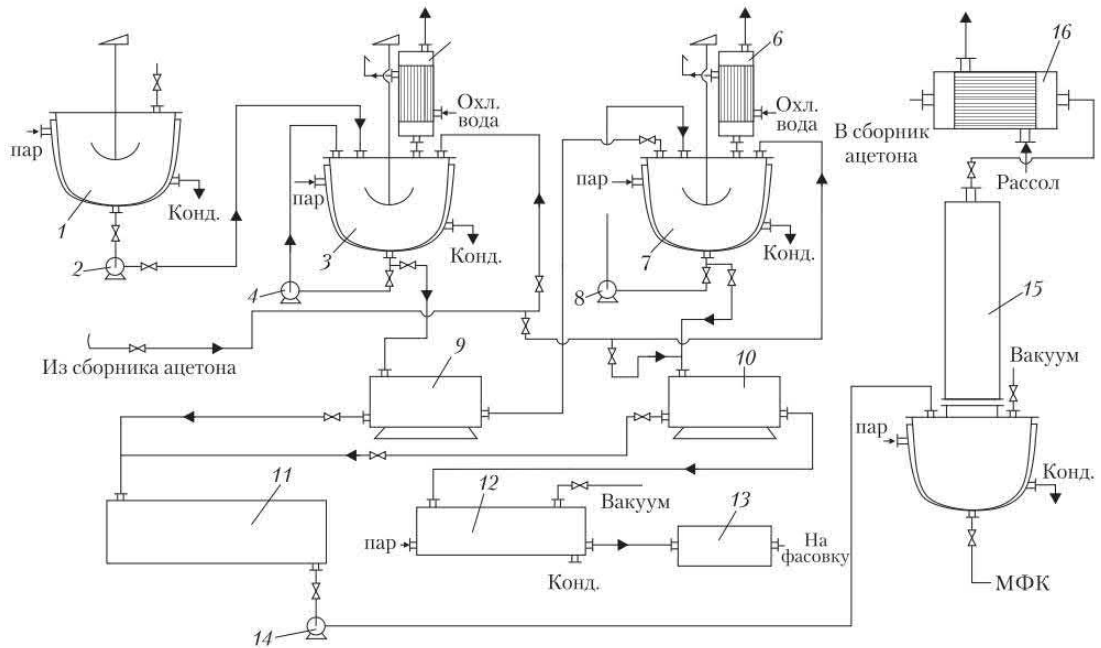 6
16
Охл.
вода
Охл.
вода
В сборник
ацетона
пар
пар
пар
Рассол
1
Конд.
3
Конд.
7
Конд.
2
4
8
15
Из сборника ацетона
9
10
Вакуум
пар
11
12
Вакуум
13
Конд.
пар
На
фасовку
Конд.
МФК
14